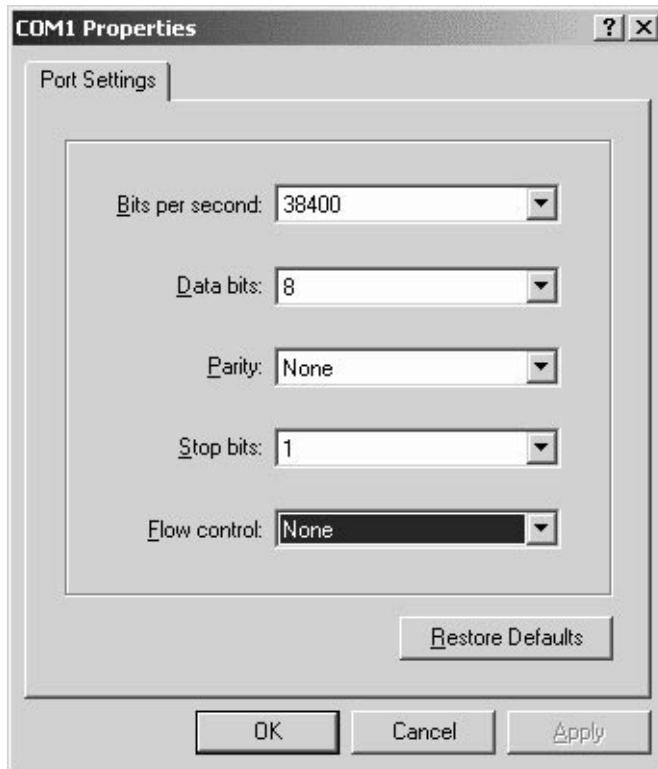 COM1 Properties
Port Settings
Bits per second: 38400
Data bits: 8
Parity: None
Stop bits: 1
Flow control: None
Restore Defaults
OK Cancel Apply